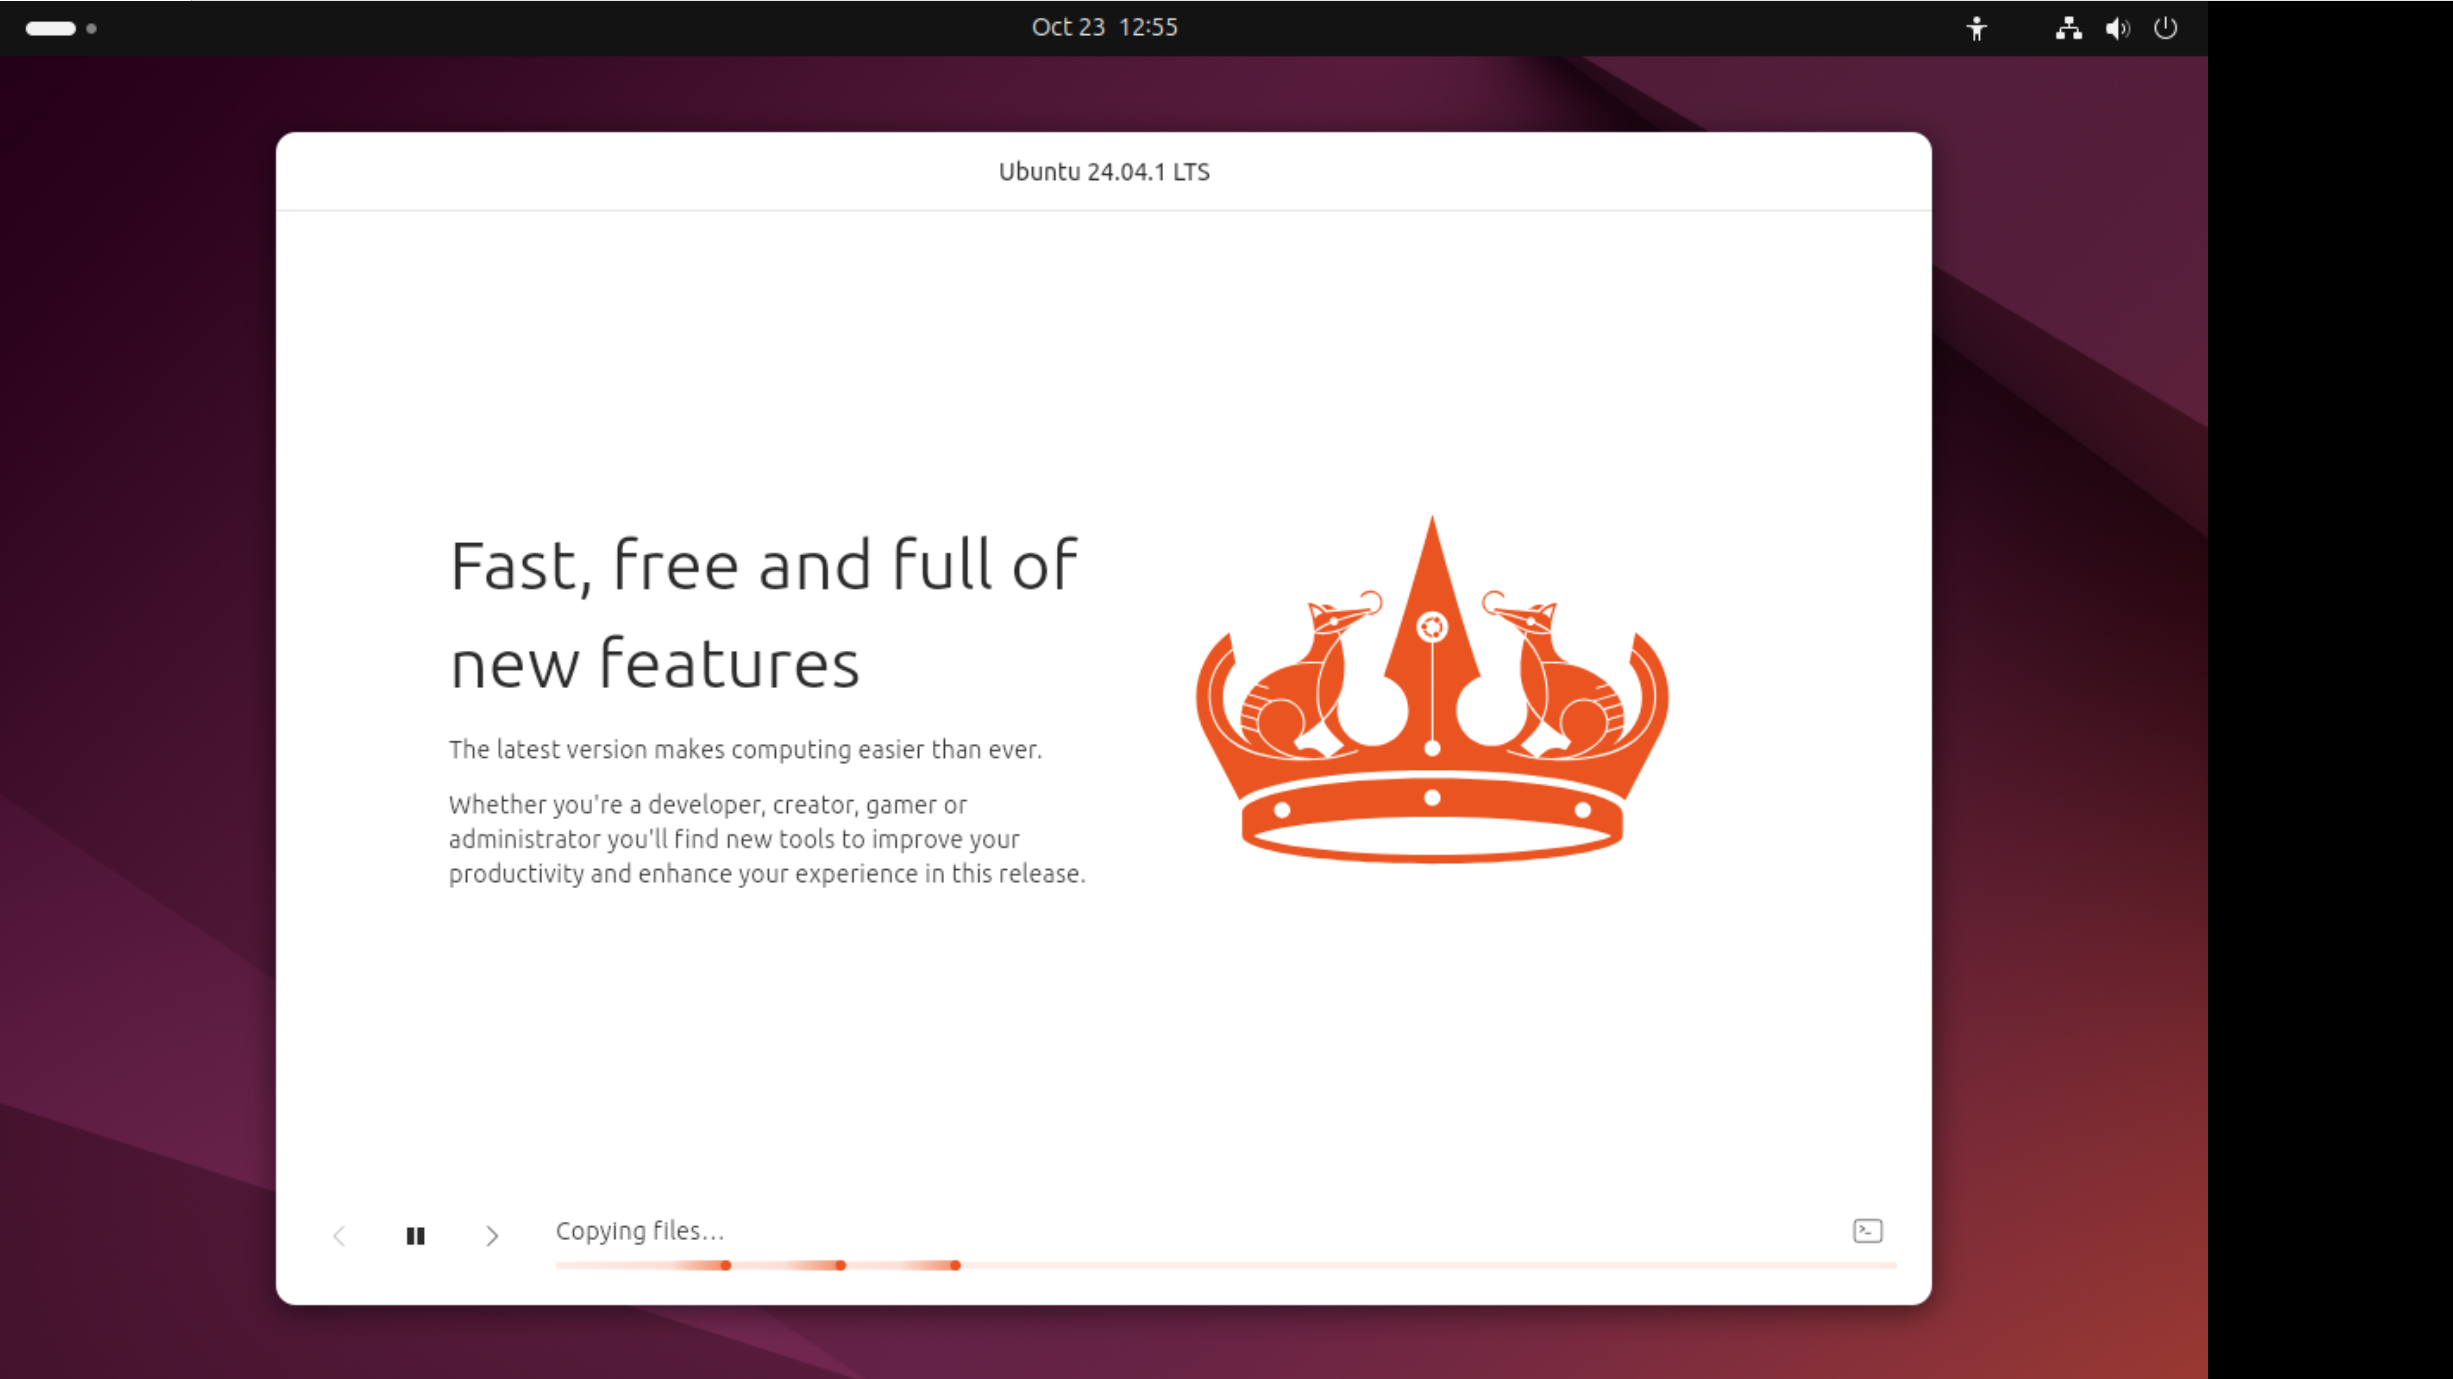 Oct 23 12:55
Ubuntu 24.04.1 LTS
Fast, free and full of
new features
The latest version makes computing easier than ever.
Whether you're a developer, creator, gamer or
administrator you'll find new tools to improve your
productivity and enhance your experience in this release.
Copying files...